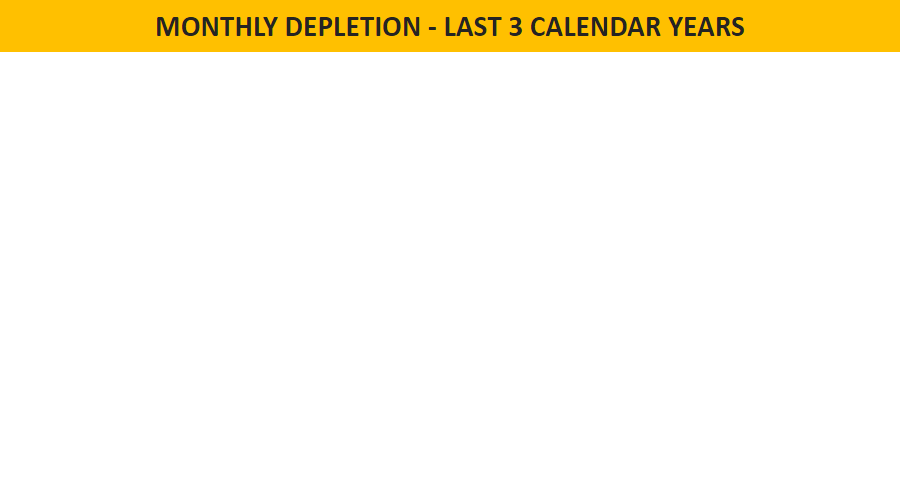 MONTHLY DEPLETION - LAST 3 CALENDAR YEARS